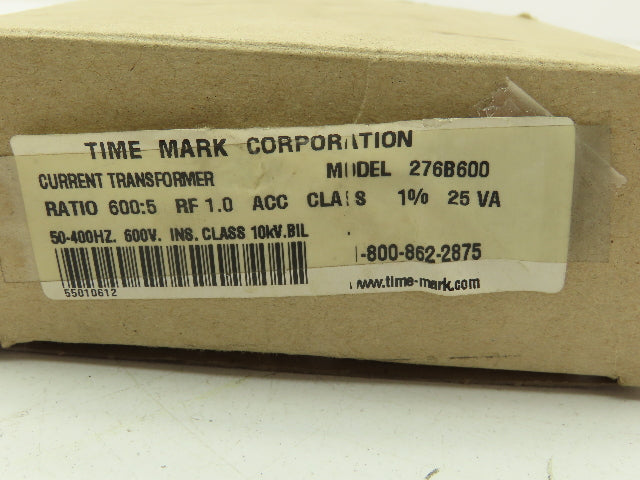 TIME MARK CORPORATION
CURRENT TRANSFORMER MODEL 276B600
RATIO 600:5 RF 1.0 ACC CLASS 1% 25 VA
50-400HZ. 600V. INS. CLASS 10kV.BIL
1-800-862-2875
55010612
www.time-mark.com